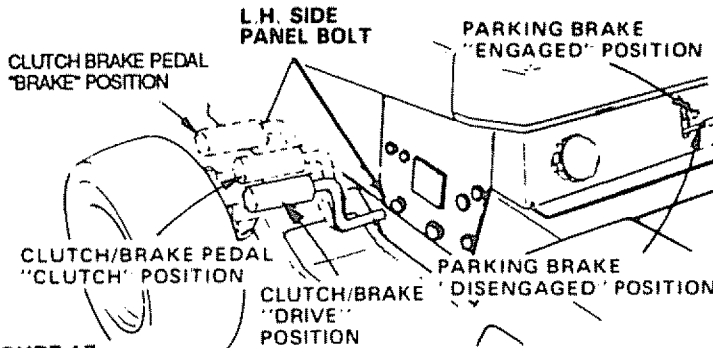 L.H. SIDE
PANEL BOLT
PARKING BRAKE
"ENGAGED" POSITION
CLUTCH BRAKE PEDAL
"BRAKE" POSITION
CLUTCH/BRAKE PEDAL
"CLUTCH" POSITION
CLUTCH/BRAKE
"DRIVE"
POSITION
PARKING BRAKE
"DISENGAGED" POSITION